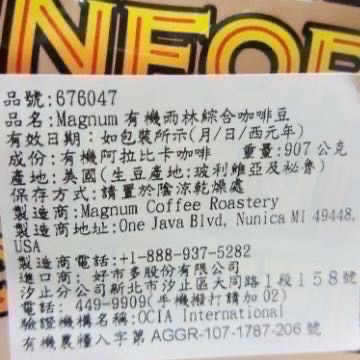 INFOR
品號:676047
品名:Magnum 有機雨林綜合咖啡豆
有效日期：如包裝所示(月/日/西元年)
成份:有機阿拉比卡咖啡 重量:907公克
產地:美國(生豆產地:玻利維亞及祕魯)
保存方式:請置於陰涼乾燥處
製造商:Magnum Coffee Roastery
製造商地址:One Java Blvd, Nunica MI 49448.
USA
製造商電話:+1-888-937-5282
進口商: 好市多股份有限公司
汐止分公司新北市汐止區大同路1段158號
電話: 449-9909(手機撥打請加02)
驗證機構名稱:OCIA International
有機農糧入字第 AGGR-107-1787-206 號